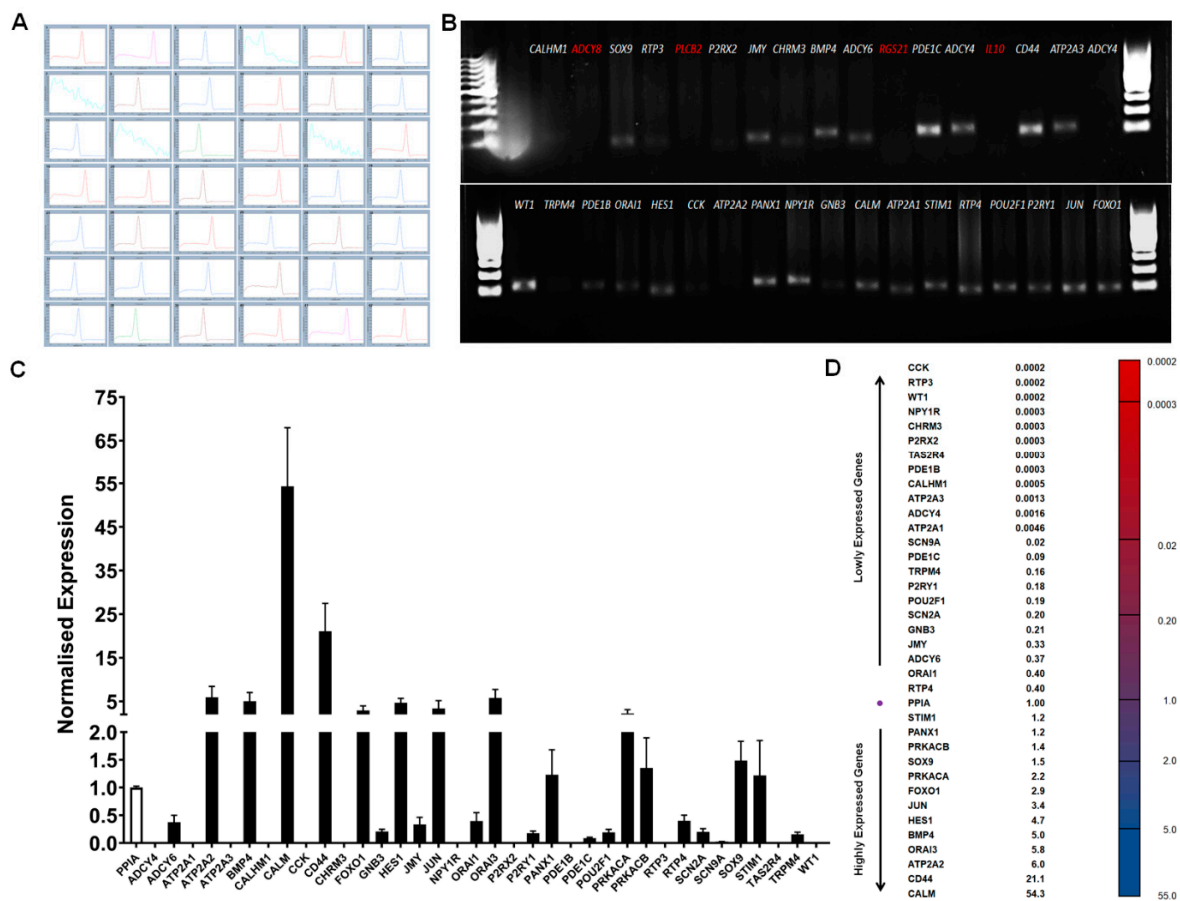 A
B
CALHM1 ADCY8 SOX9 RTP3 PLCB2 P2RX2 JMY CHRM3 BMP4 ADCY6 RGS21 PDE1C ADCY4 IL10 CD44 ATP2A3 ADCY4
WT1 TRPM4 PDE1B ORAI1 HES1 CCK ATP2A2 PANX1 NPY1R GNB3 CALM ATP2A1 STIM1 RTP4 POU2F1 P2RY1 JUN FOXO1
C
Normalised Expression
75
65
55
45
35
25
15
5
2.0
1.5
1.0
0.5
0.0
PPIA ADCY4 ADCY6 ATP2A1 ATP2A2 ATP2A3 BMP4 CALHM1 CALM CCK CD44 CHRM3 FOXO1 GNB3 HES1 JMY JUN NPY1R ORAI1 ORAI3 P2RX2 P2RY1 PANX1 PDE1B PDE1C POU2F1 PRKACA PRKACB RTP3 RTP4 SCN2A SCN9A SOX9 STIM1 TAS2R4 TRPM4 WT1
D
Lowly Expressed Genes
Highly Expressed Genes
CCK 0.0002
RTP3 0.0002
WT1 0.0002
NPY1R 0.0003
CHRM3 0.0003
P2RX2 0.0003
TAS2R4 0.0003
PDE1B 0.0003
CALHM1 0.0005
ATP2A3 0.0013
ADCY4 0.0016
ATP2A1 0.0046
SCN9A 0.02
PDE1C 0.09
TRPM4 0.16
P2RY1 0.18
POU2F1 0.19
SCN2A 0.20
GNB3 0.21
JMY 0.33
ADCY6 0.37
ORAI1 0.40
RTP4 0.40
PPIA 1.00
STIM1 1.2
PANX1 1.2
PRKACB 1.4
SOX9 1.5
PRKACA 2.2
FOXO1 2.9
JUN 3.4
HES1 4.7
BMP4 5.0
ORAI3 5.8
ATP2A2 6.0
CD44 21.1
CALM 54.3
0.0002
0.0003
0.02
0.20
1.0
2.0
5.0
55.0